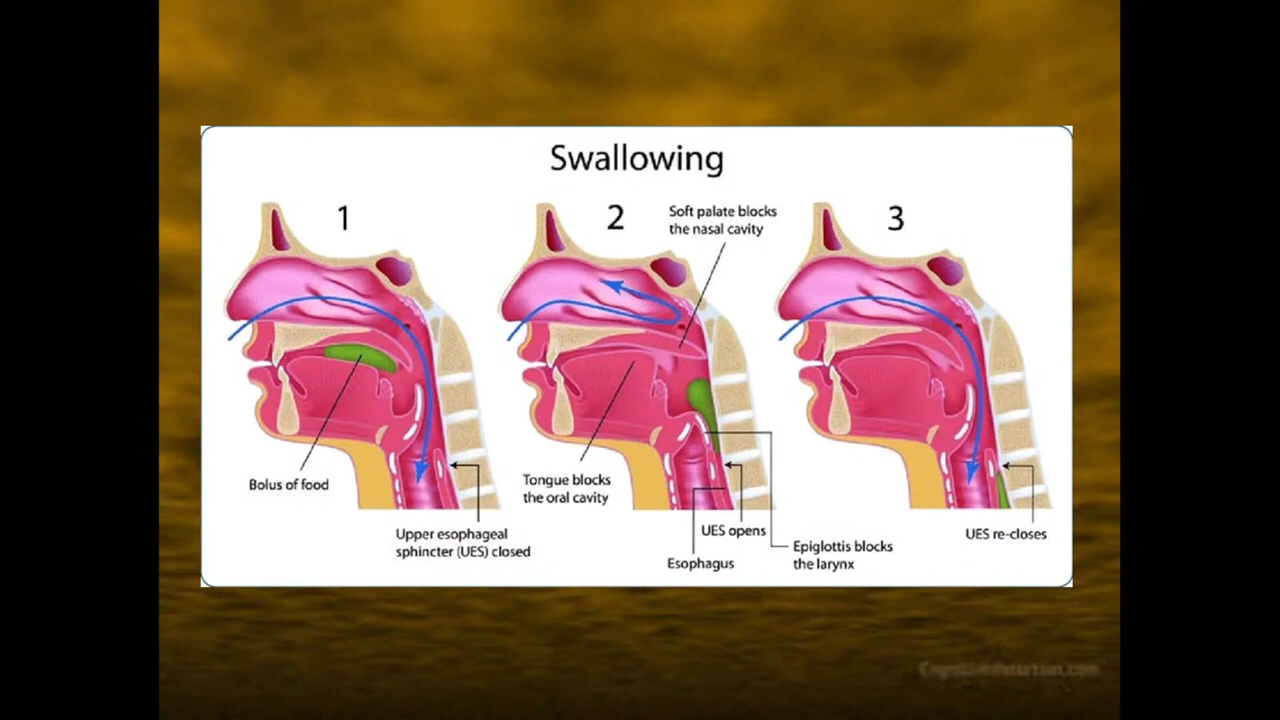 Swallowing
1
2
3
Soft palate blocks
the nasal cavity
Bolus of food
Upper esophageal
sphincter (UES) closed
Tongue blocks
the oral cavity
UES opens
Esophagus
Epiglottis blocks
the larynx
UES re-closes